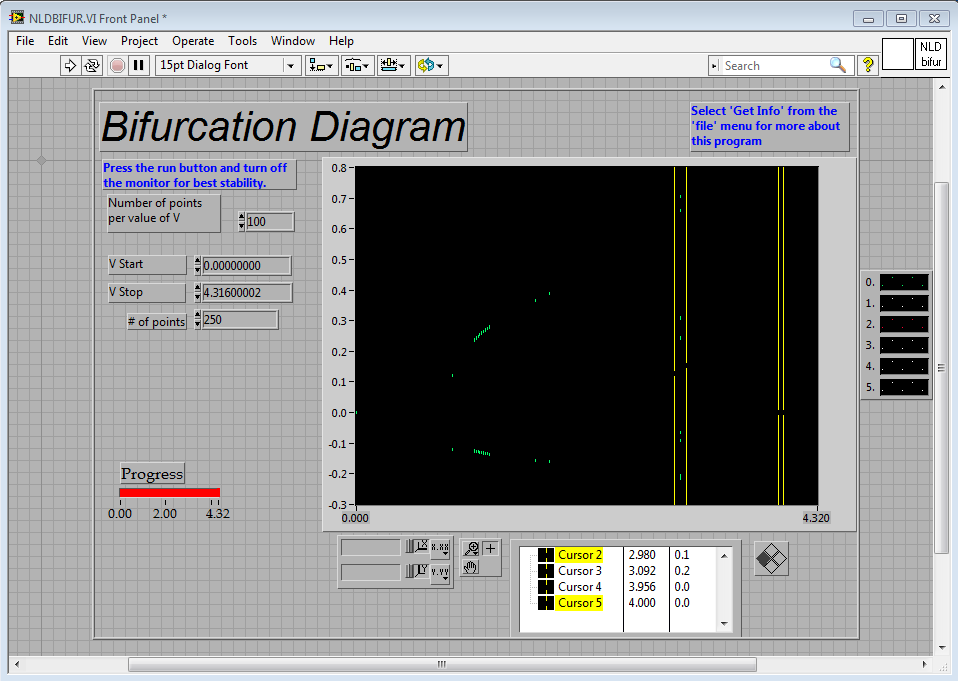 NLDBIFUR.VI Front Panel *
File Edit View Project Operate Tools Window Help
15pt Dialog Font
Search
?
NLD
bifur
Bifurcation Diagram
Select 'Get Info' from the
'file' menu for more about
this program
Press the run button and turn off
the monitor for best stability.
Number of points
per value of V
100
V Start
0.00000000
V Stop
4.31600002
# of points
250
0.8
0.7
0.6
0.5
0.4
0.3
0.2
0.1
0.0
-0.1
-0.2
-0.3
0.000
4.320
0.
1.
2.
3.
4.
5.
Progress
0.00 2.00 4.32
X
X.XX
Y
Y.YY
Cursor 2 2.980 0.1
Cursor 3 3.092 0.2
Cursor 4 3.956 0.0
Cursor 5 4.000 0.0